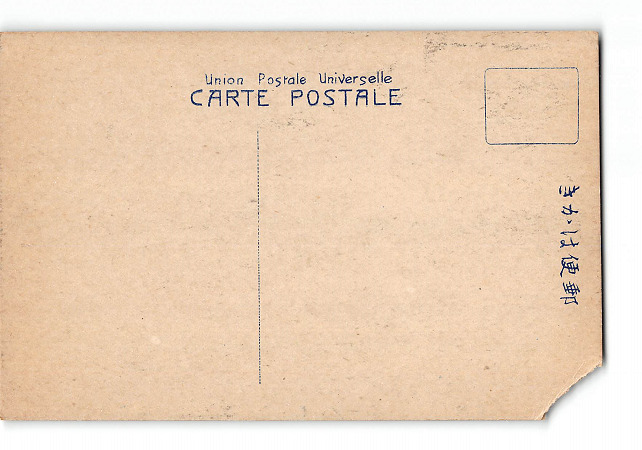 Union Postale Universelle
CARTE POSTALE
郵便はかき